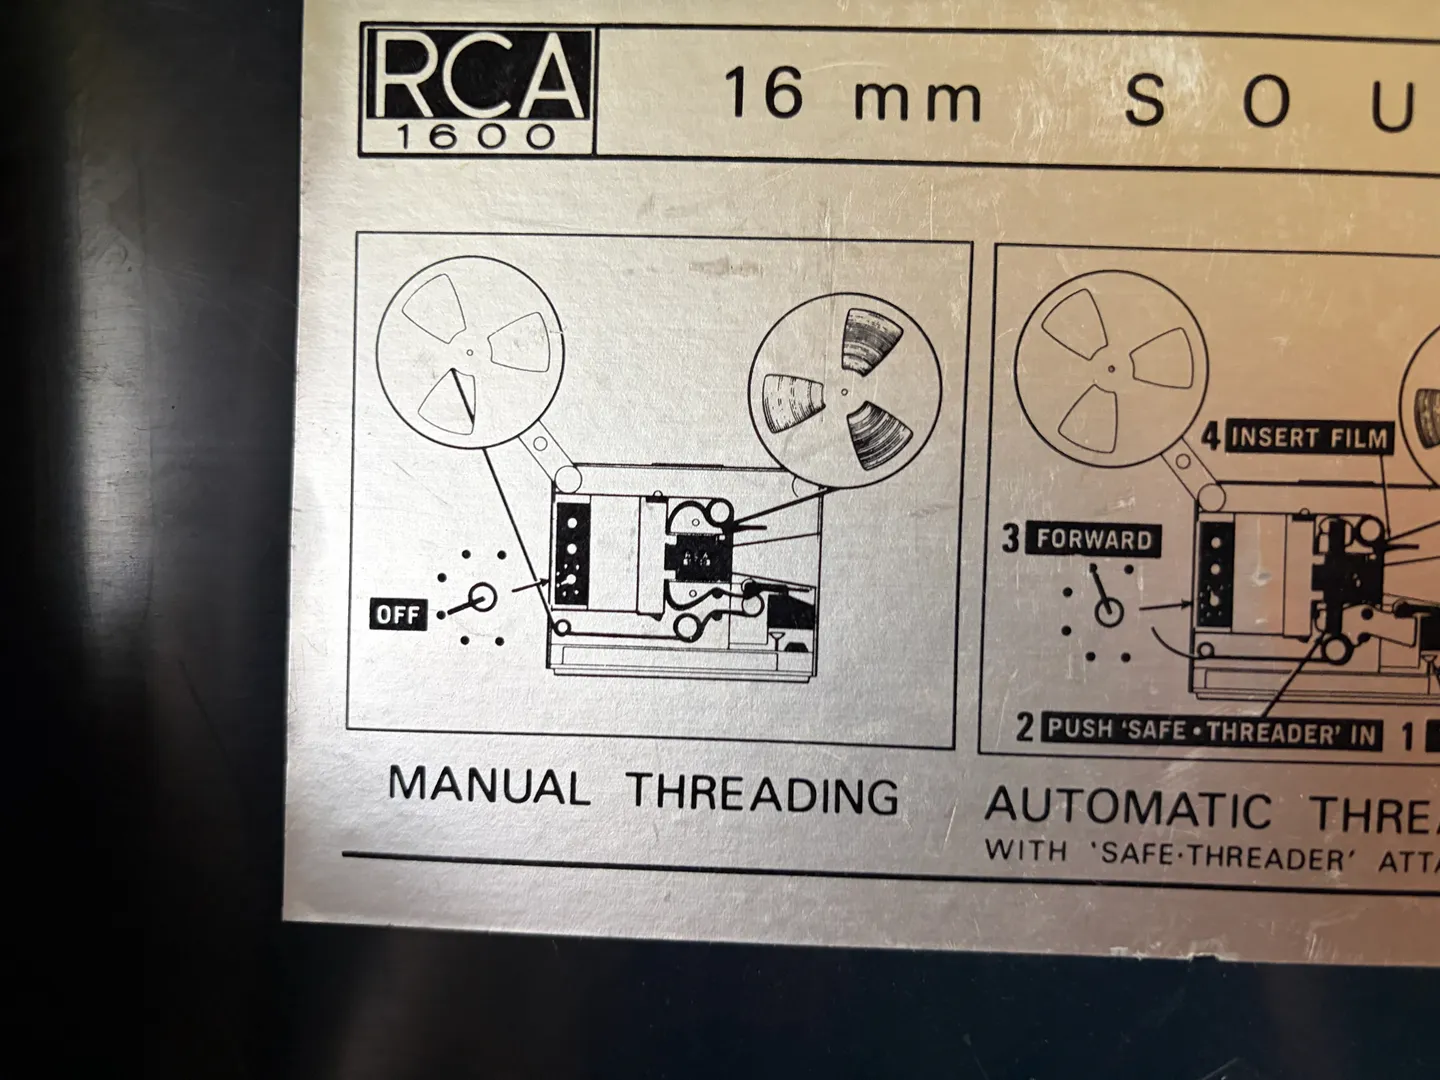 RCA
1600
16 mm SOU
OFF
MANUAL THREADING
4 INSERT FILM
3 FORWARD
2 PUSH ‘SAFE•THREADER’ IN 1
AUTOMATIC THREA
WITH ‘SAFE·THREADER’ ATTA